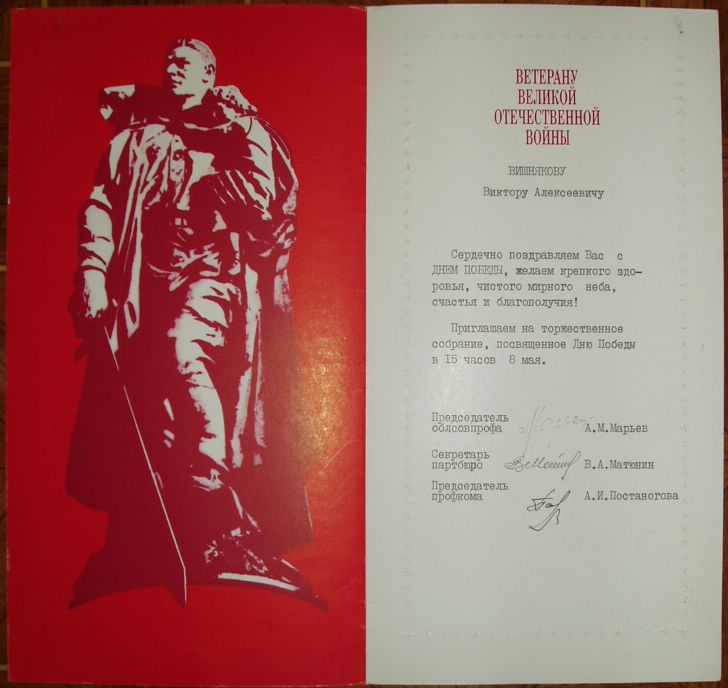 ВЕТЕРАНУ
ВЕЛИКОЙ
ОТЕЧЕСТВЕННОЙ
ВОЙНЫ
ВИШНЯКОВУ
Виктору Алексеевичу
Сердечно поздравляем Вас с
ДНЕМ ПОБЕДЫ, желаем крепкого здо-
ровья, чистого мирного неба,
счастья и благополучия!
Приглашаем на торжественное
собрание, посвященное Дню Победы
в 15 часов 8 мая.
Председатель
облсовпрофа А.М.Марьев
Секретарь
партбюро В.А.Матюнин
Председатель
профкома А.И.Постаногова